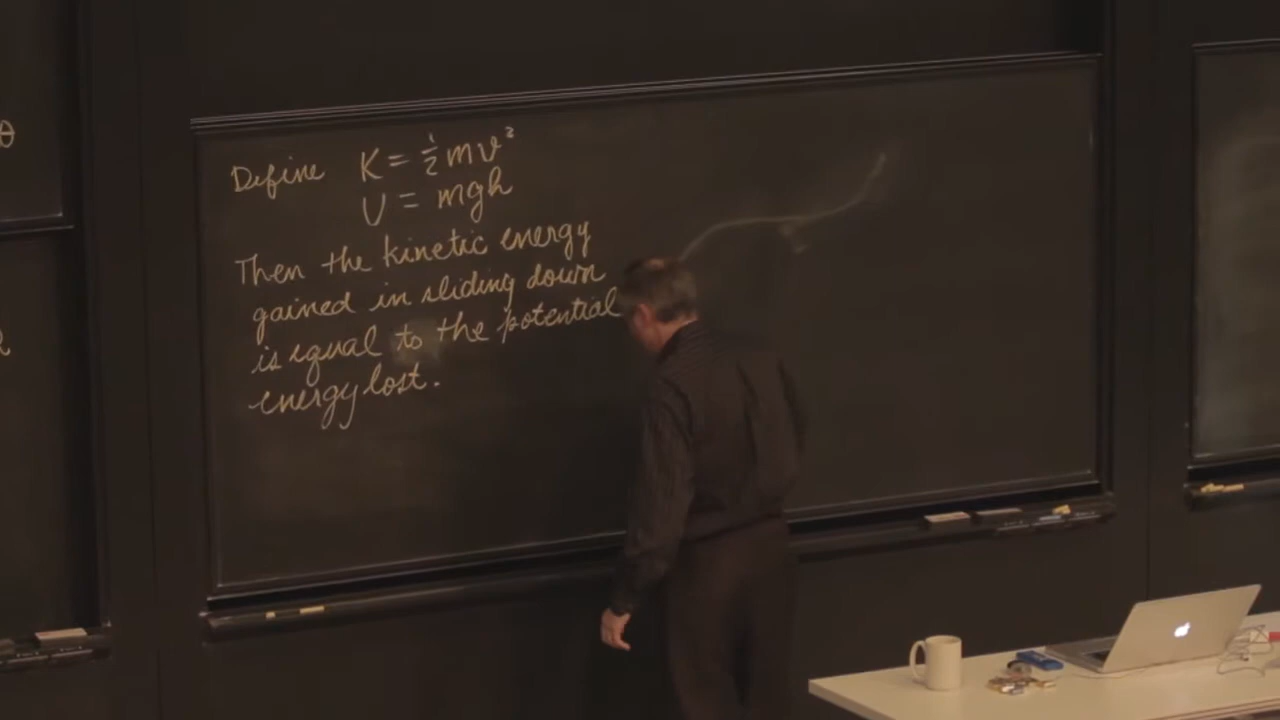 θ
Define K = ½mv²
U = mgh
Then the kinetic energy
gained in sliding down
is equal to the potential
energy lost.